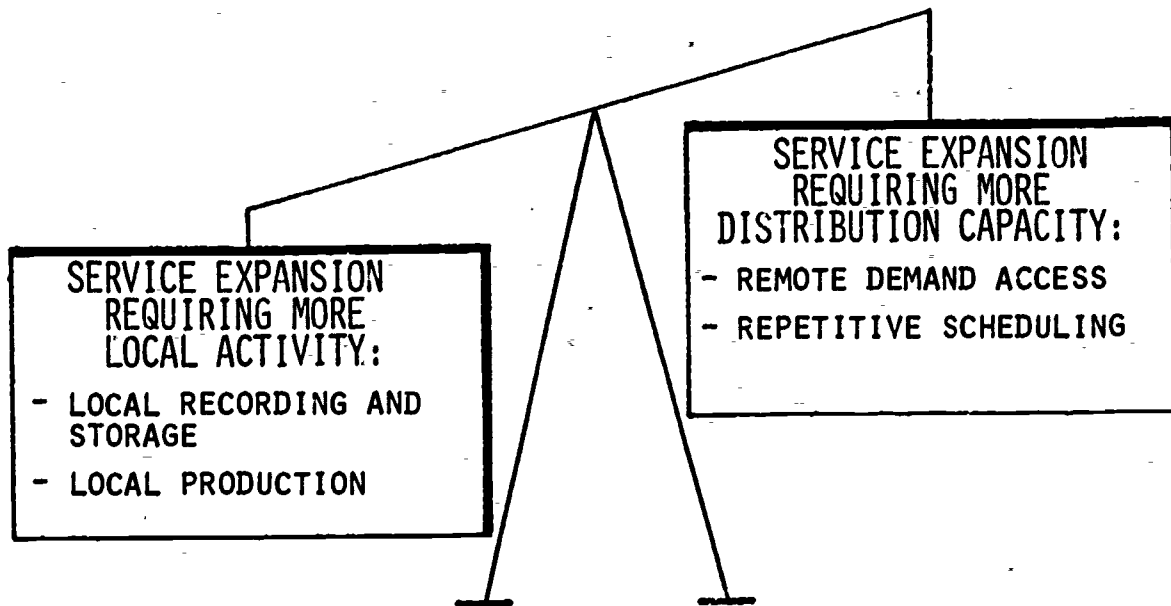 SERVICE EXPANSION
REQUIRING MORE
LOCAL ACTIVITY:
- LOCAL RECORDING AND
STORAGE
- LOCAL PRODUCTION
SERVICE EXPANSION
REQUIRING MORE
DISTRIBUTION CAPACITY:
- REMOTE DEMAND ACCESS
- REPETITIVE SCHEDULING